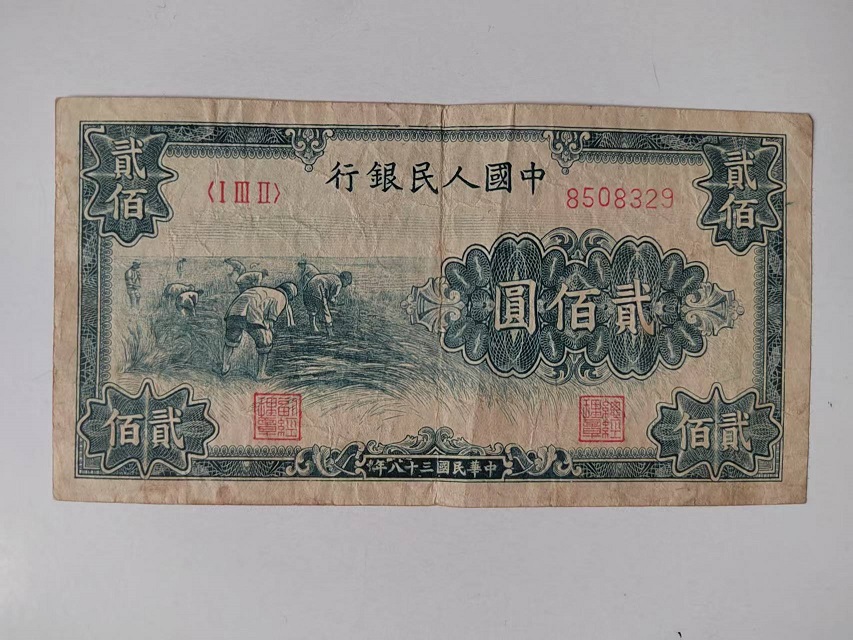 中國人民銀行
〈I III II〉
8508329
貳佰
貳佰
貳佰圓
貳佰
貳佰
中華民國三十八年